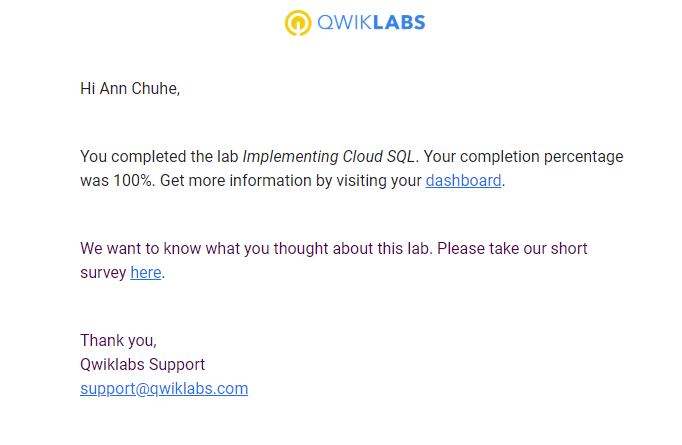 QWIKLABS
Hi Ann Chuhe,
You completed the lab Implementing Cloud SQL. Your completion percentage
was 100%. Get more information by visiting your dashboard.
We want to know what you thought about this lab. Please take our short
survey here.
Thank you,
Qwiklabs Support
support@qwiklabs.com